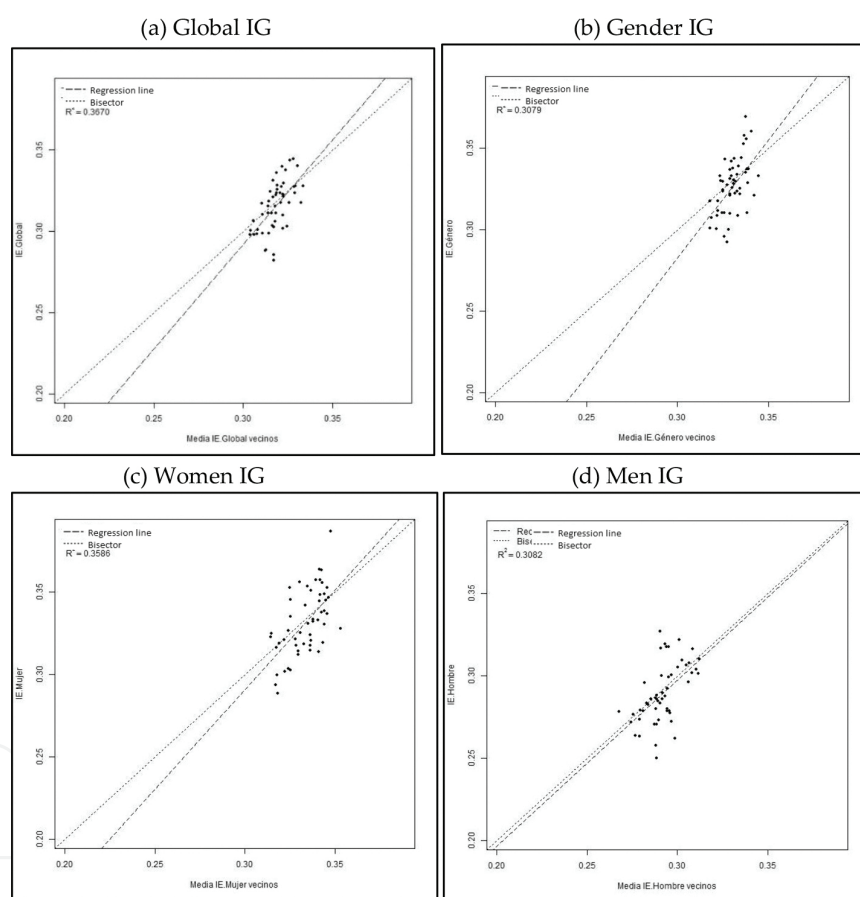 (a) Global IG
Regression line
Bisector
R² = 0.3670
IE.Global
0.35
0.30
0.25
0.20
0.20 0.25 0.30 0.35
Media IE.Global vecinos
(b) Gender IG
Regression line
Bisector
R² = 0.3079
IE.Género
0.35
0.30
0.25
0.20
0.20 0.25 0.30 0.35
Media IE.Género vecinos
(c) Women IG
Regression line
Bisector
R² = 0.3586
IE.Mujer
0.35
0.30
0.25
0.20
0.20 0.25 0.30 0.35
Media IE.Mujer vecinos
(d) Men IG
Rec Regression line
Bise Bisector
R² = 0.3082
IE.Hombre
0.35
0.30
0.25
0.20
0.20 0.25 0.30 0.35
Media IE.Hombre vecinos